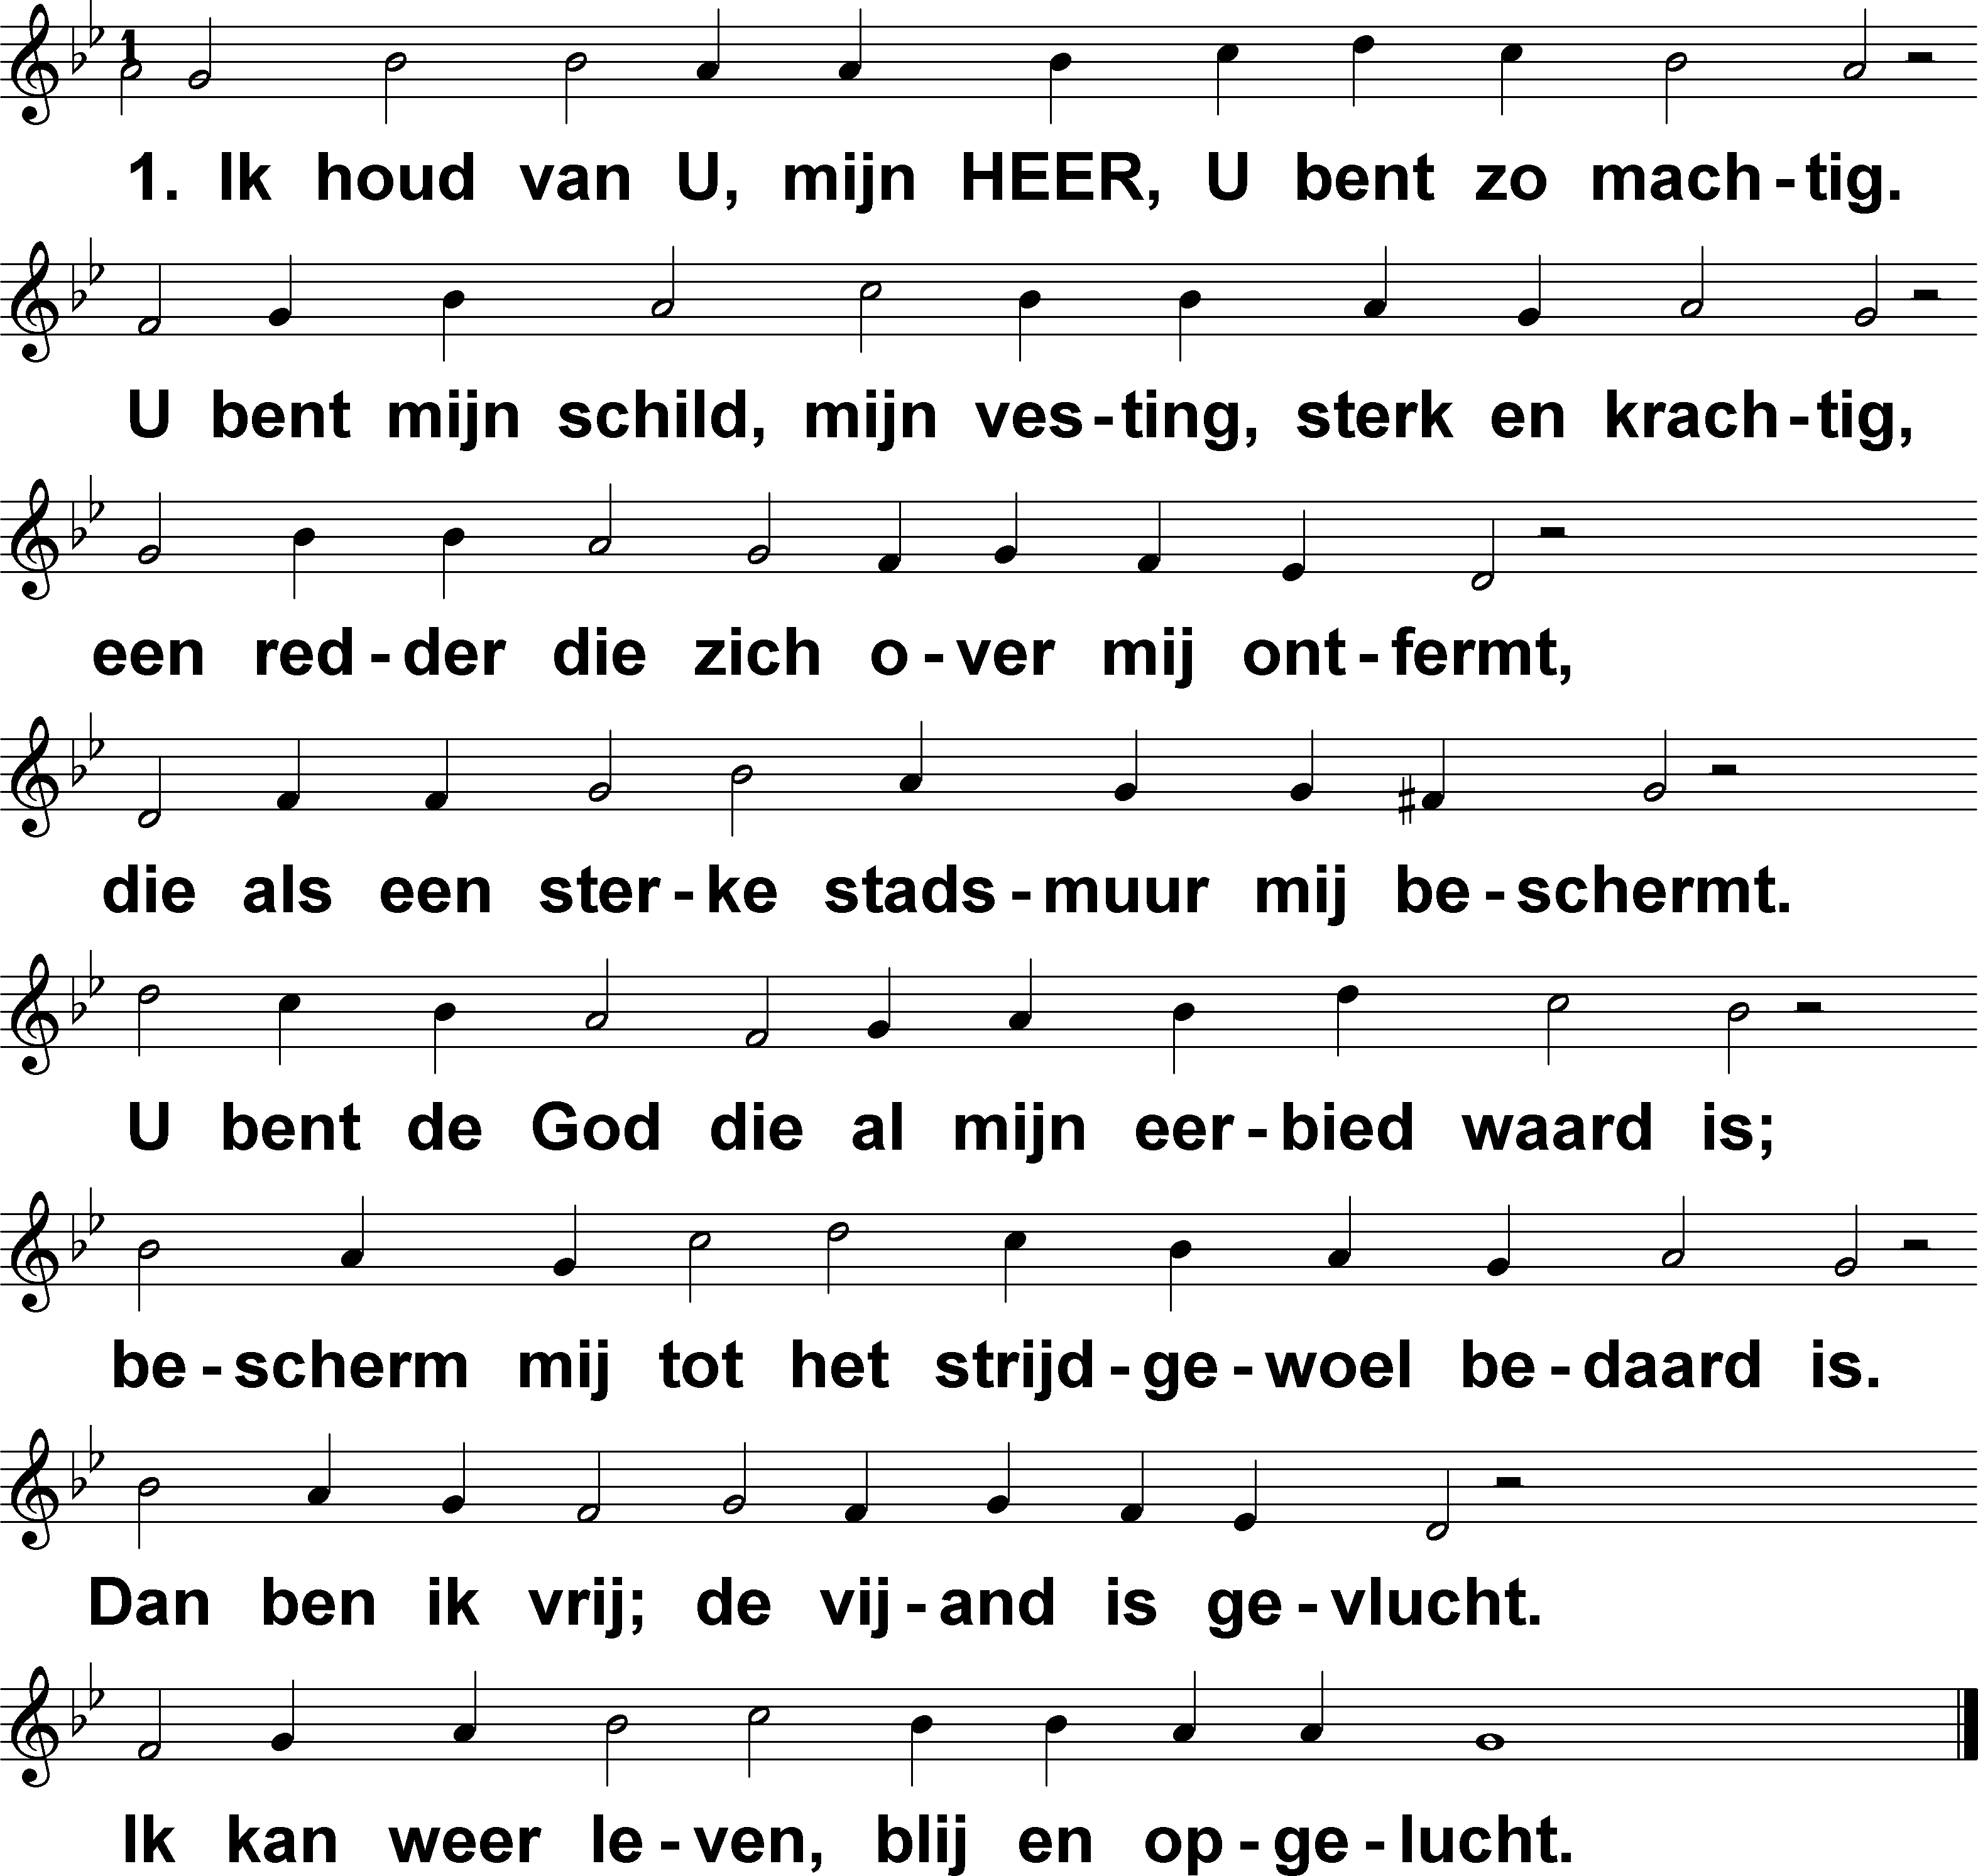 1. Ik houd van U, mijn HEER, U bent zo mach-tig.
U bent mijn schild, mijn ves-ting, sterk en krach-tig,
een red-der die zich o-ver mij ont-fermt,
die als een ster-ke stads-muur mij be-schermt.
U bent de God die al mijn eer-bied waard is;
be-scherm mij tot het strijd-ge-woel be-daard is.
Dan ben ik vrij; de vij-and is ge-vlucht.
Ik kan weer le-ven, blij en op-ge-lucht.